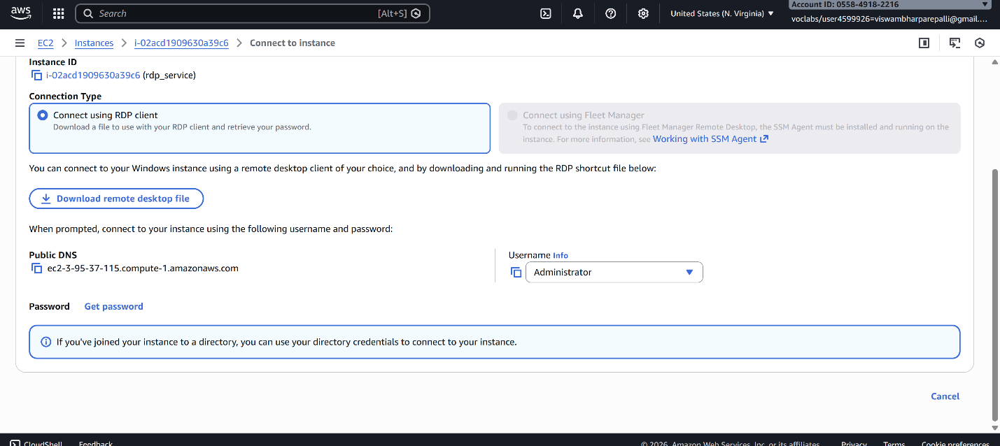 aws
Search [Alt+S]
United States (N. Virginia)
Account ID: 0558-4918-2216
voclabs/user4599926=viswambharparepalli@gmail....
EC2 > Instances > i-02acd1909630a39c6 > Connect to instance
Instance ID
i-02acd1909630a39c6 (rdp_service)
Connection Type
Connect using RDP client
Download a file to use with your RDP client and retrieve your password.
Connect using Fleet Manager
To connect to the instance using Fleet Manager Remote Desktop, the SSM Agent must be installed and running on the
instance. For more information, see Working with SSM Agent
You can connect to your Windows instance using a remote desktop client of your choice, and by downloading and running the RDP shortcut file below:
Download remote desktop file
When prompted, connect to your instance using the following username and password:
Public DNS
ec2-3-95-37-115.compute-1.amazonaws.com
Username Info
Administrator
Password Get password
If you've joined your instance to a directory, you can use your directory credentials to connect to your instance.
Cancel
CloudShell Feedback © 2026, Amazon Web Services, Inc. or its affiliates. Privacy Terms Cookie preferences